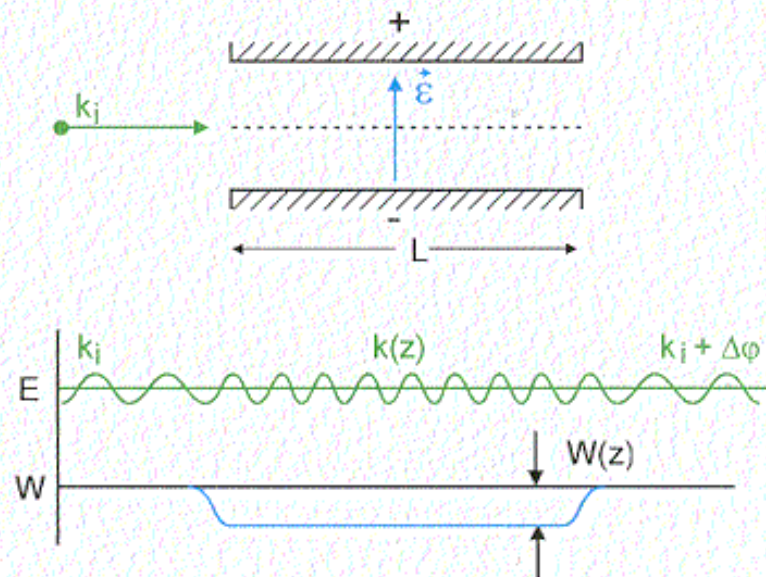 +
ε
k_i
-
L
k_i k(z) k_i + Δφ
E
W(z)
W